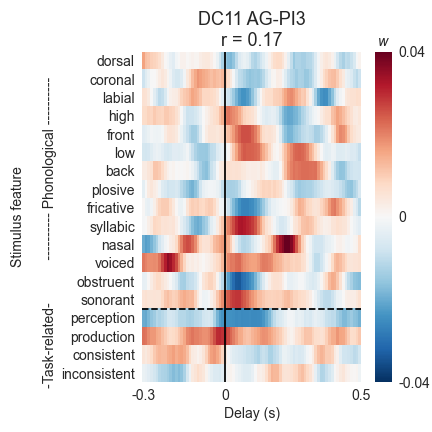 DC11 AG-PI3
r = 0.17
w
0.04
0
-0.04
Stimulus feature
---------- Phonological ----------
-Task-related-
dorsal
coronal
labial
high
front
low
back
plosive
fricative
syllabic
nasal
voiced
obstruent
sonorant
perception
production
consistent
inconsistent
-0.3
0
0.5
Delay (s)